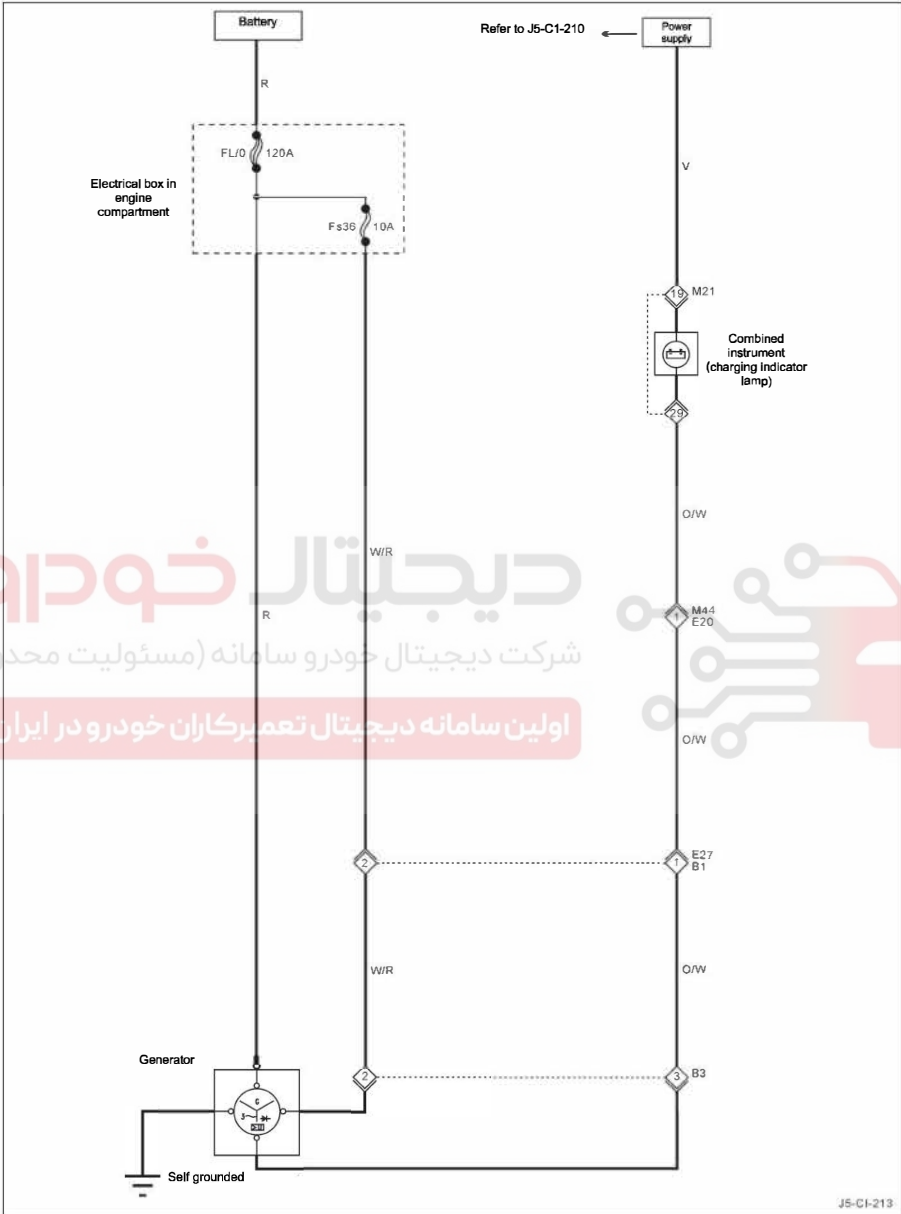 Battery
Refer to J5-C1-210
Power
supply
R
V
FL/0 120A
Electrical box in
engine
compartment
Fs36 10A
19 M21
Combined
instrument
(charging indicator
lamp)
29
O/W
W/R
دیجیتال خودرو
R
M44
E20
شرکت دیجیتال خودرو سامانه (مسئولیت محدو
اولین سامانه دیجیتال تعمیرکاران خودرو در ایران
O/W
2
1 E27
B1
W/R
O/W
Generator
2
3 B3
G
3
Self grounded
J5-CI-213